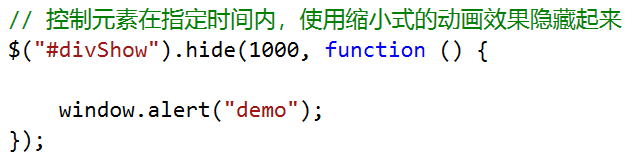 // 控制元素在指定时间内，使用缩小式的动画效果隐藏起来
$("#divShow").hide(1000, function () {
window.alert("demo");
});